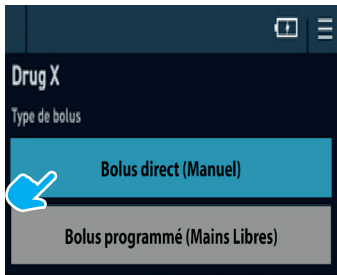 Drug X
Type de bolus
Bolus direct (Manuel)
Bolus programmé (Mains Libres)